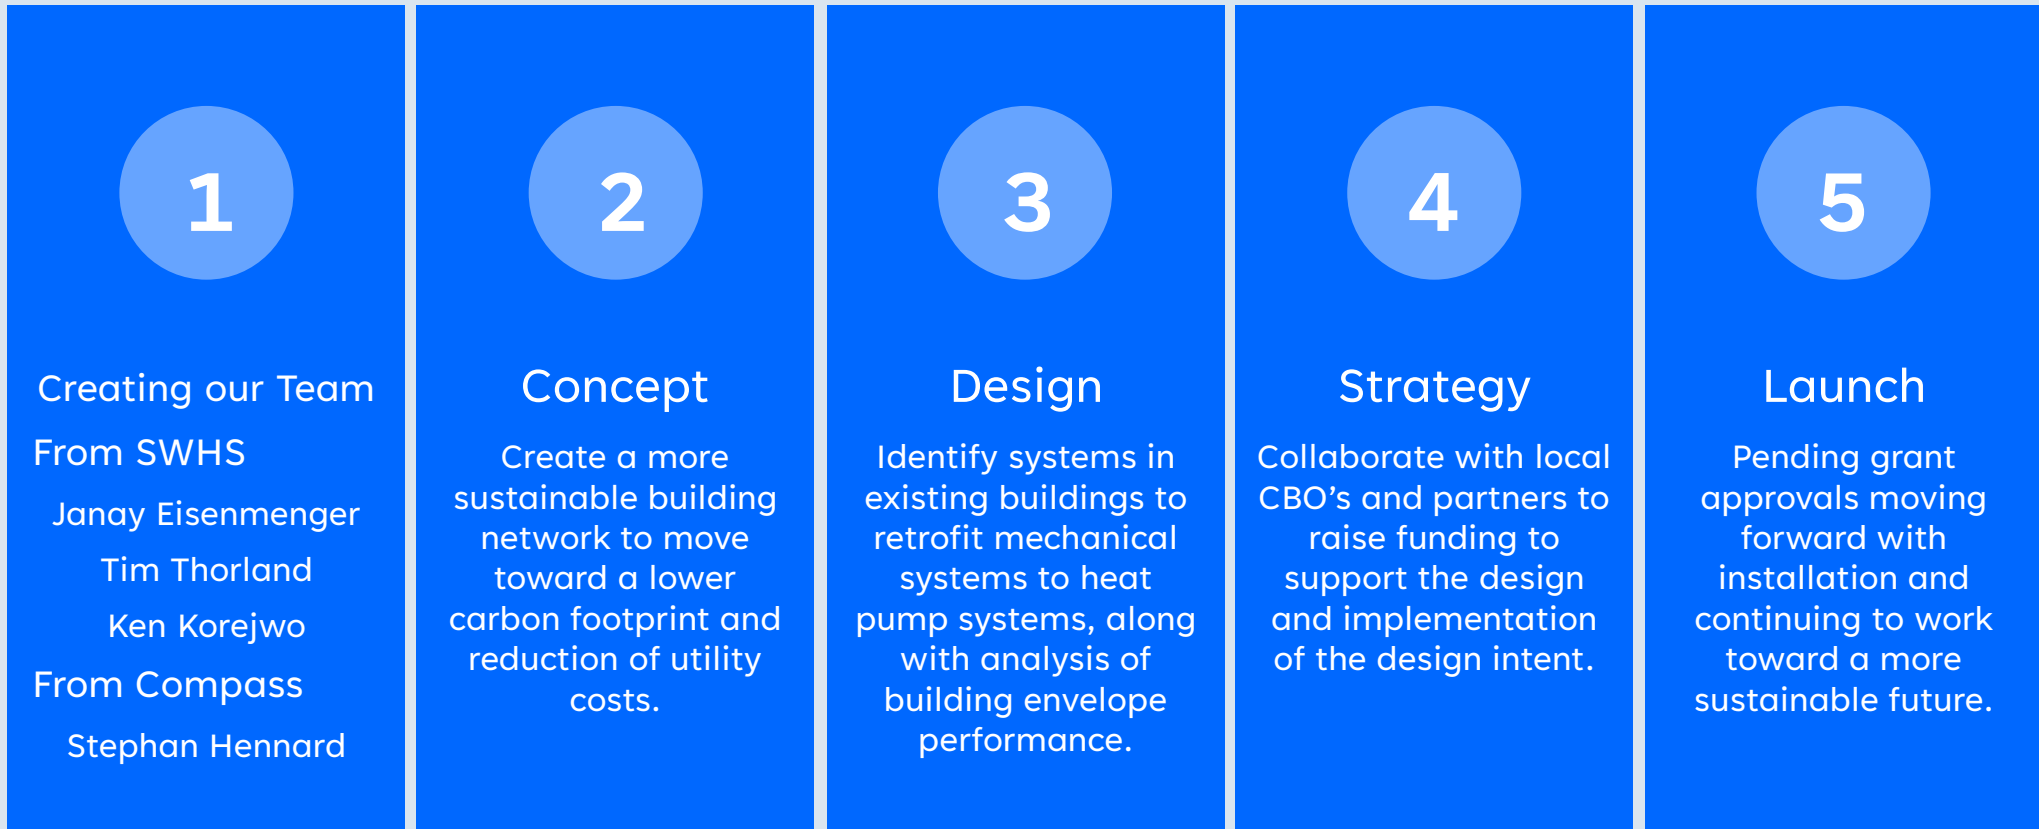 1
Creating our Team
From SWHS
Janay Eisenmenger
Tim Thorland
Ken Korejwo
From Compass
Stephan Hennard
2
Concept
Create a more
sustainable building
network to move
toward a lower
carbon footprint and
reduction of utility
costs.
3
Design
Identify systems in
existing buildings to
retrofit mechanical
systems to heat
pump systems, along
with analysis of
building envelope
performance.
4
Strategy
Collaborate with local
CBO’s and partners to
raise funding to
support the design
and implementation
of the design intent.
5
Launch
Pending grant
approvals moving
forward with
installation and
continuing to work
toward a more
sustainable future.